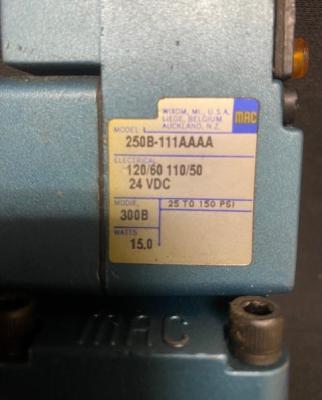 WIXOM, MI., U.S.A.
LIEGE, BELGIUM
AUCKLAND, N.Z.
MAC
MODEL
250B-111AAAA
ELECTRICAL
120/60 110/50
24 VDC
MODIF.
25 TO 150 PSI
300B
WATTS
15.0
MAC